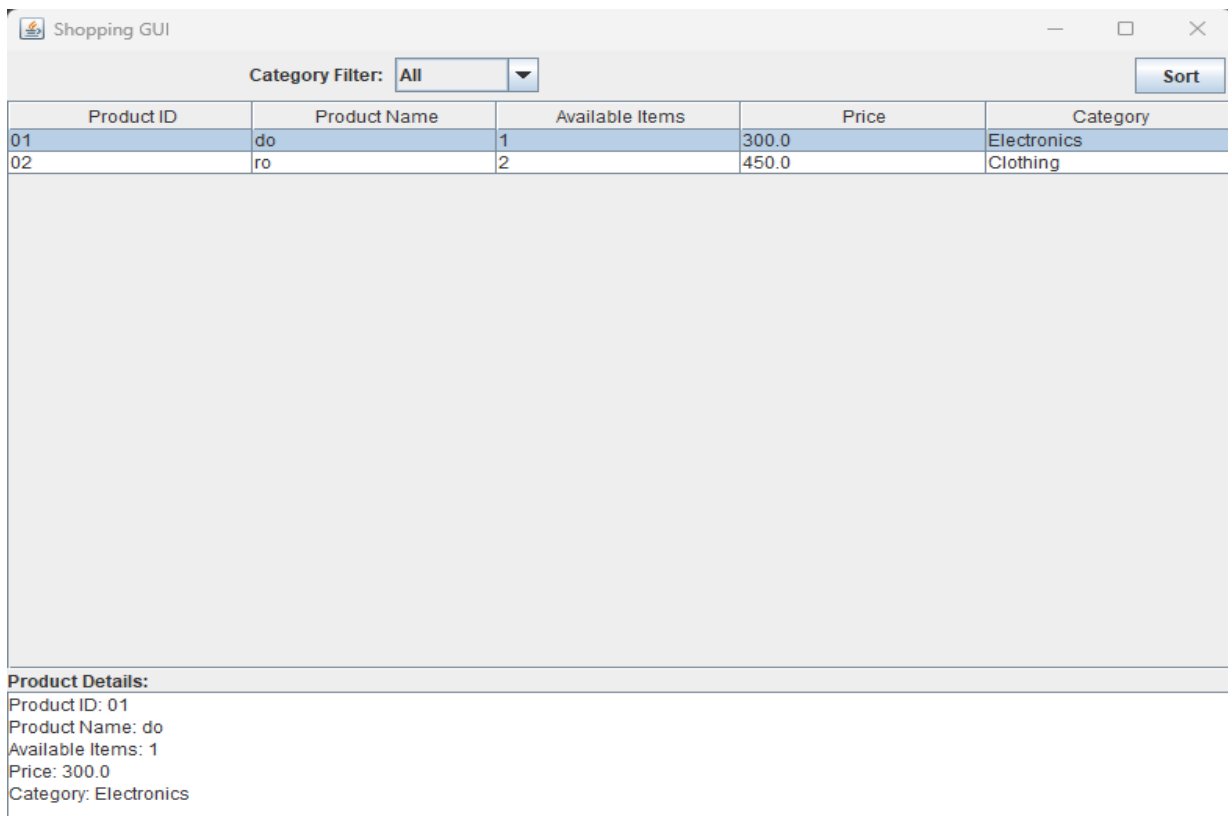 Shopping GUI
Category Filter: All Sort
Product ID Product Name Available Items Price Category
01 do 1 300.0 Electronics
02 ro 2 450.0 Clothing
Product Details:
Product ID: 01
Product Name: do
Available Items: 1
Price: 300.0
Category: Electronics